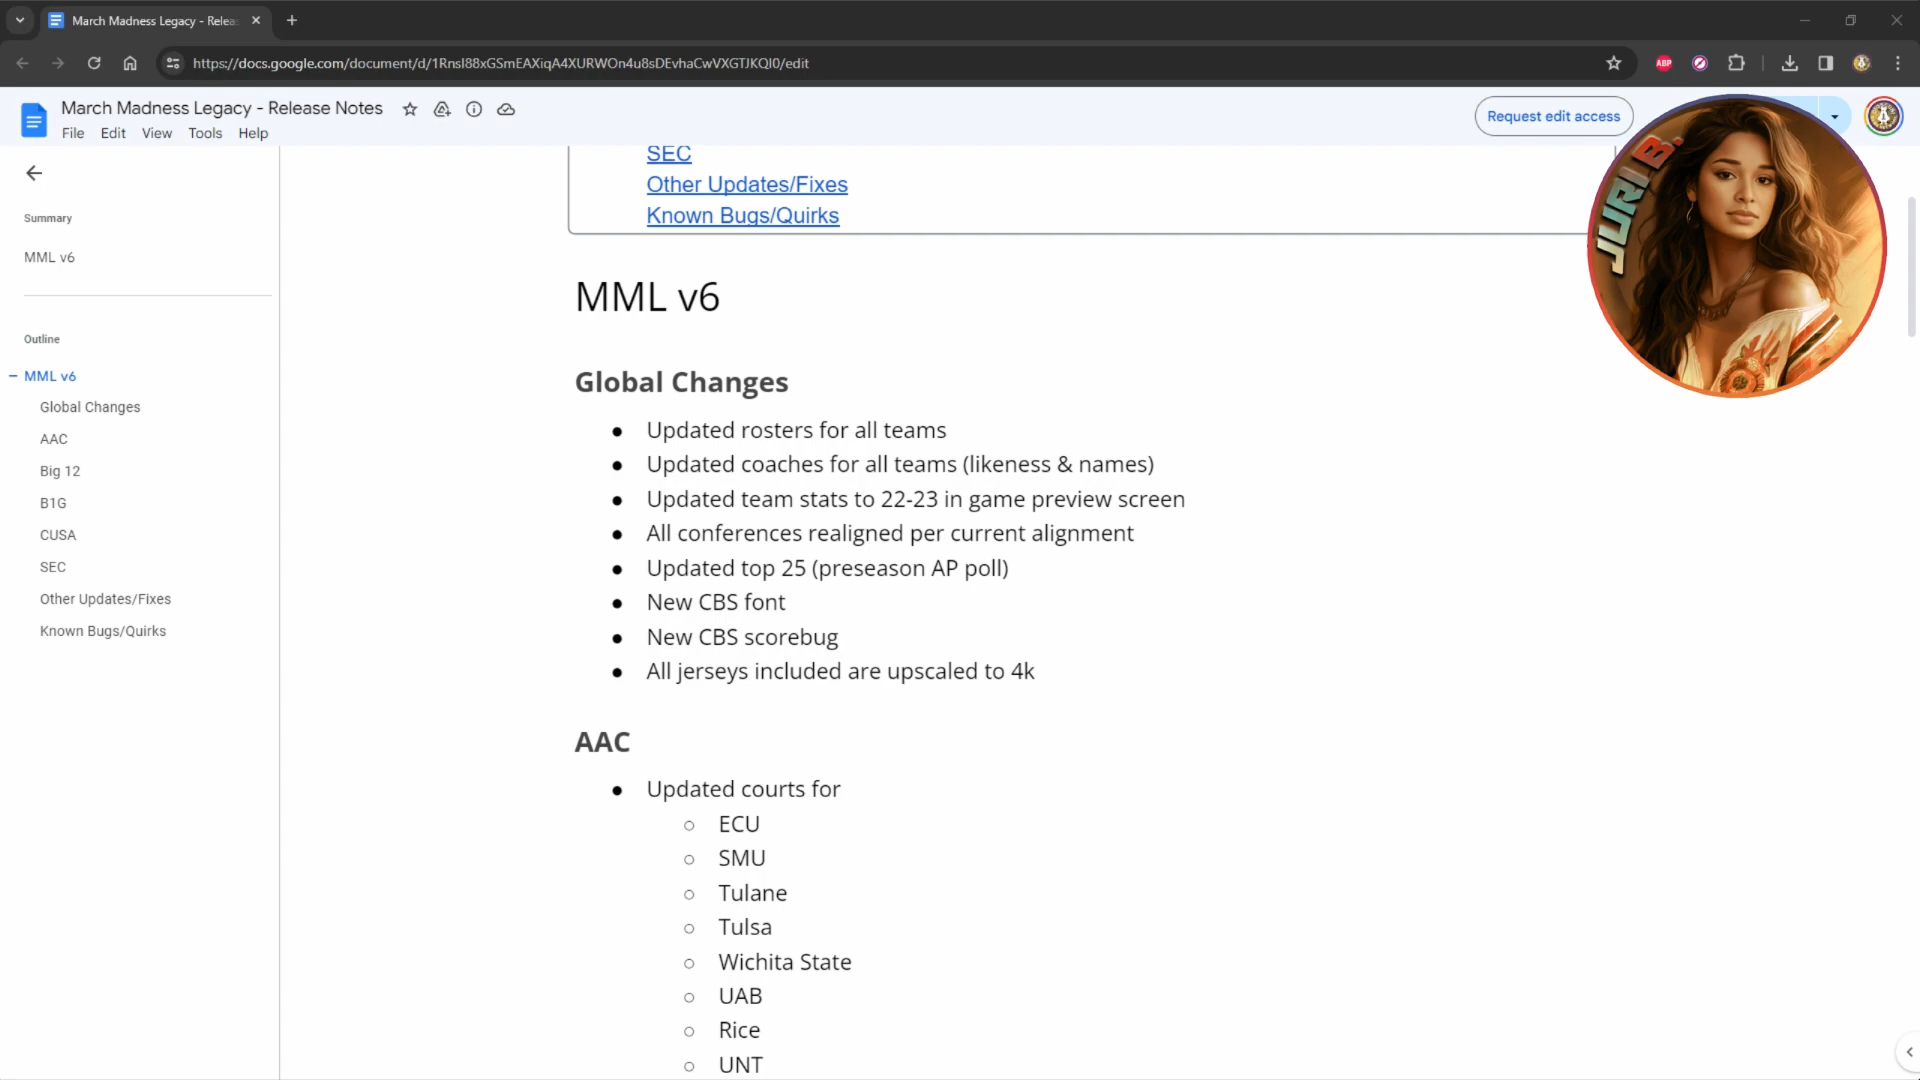 March Madness Legacy - Relea
https://docs.google.com/document/d/1Rnsl88xGSmEAXiqA4XURWOn4u8sDEvhaCwVXGTJKQI0/edit
ABP
March Madness Legacy - Release Notes
File Edit View Tools Help
Request edit access
JURI B.
Summary
MML v6
Outline
MML v6
Global Changes
AAC
Big 12
B1G
CUSA
SEC
Other Updates/Fixes
Known Bugs/Quirks
SEC
Other Updates/Fixes
Known Bugs/Quirks
MML v6
Global Changes
● Updated rosters for all teams
● Updated coaches for all teams (likeness & names)
● Updated team stats to 22-23 in game preview screen
● All conferences realigned per current alignment
● Updated top 25 (preseason AP poll)
● New CBS font
● New CBS scorebug
● All jerseys included are upscaled to 4k
AAC
● Updated courts for
○ ECU
○ SMU
○ Tulane
○ Tulsa
○ Wichita State
○ UAB
○ Rice
○ UNT